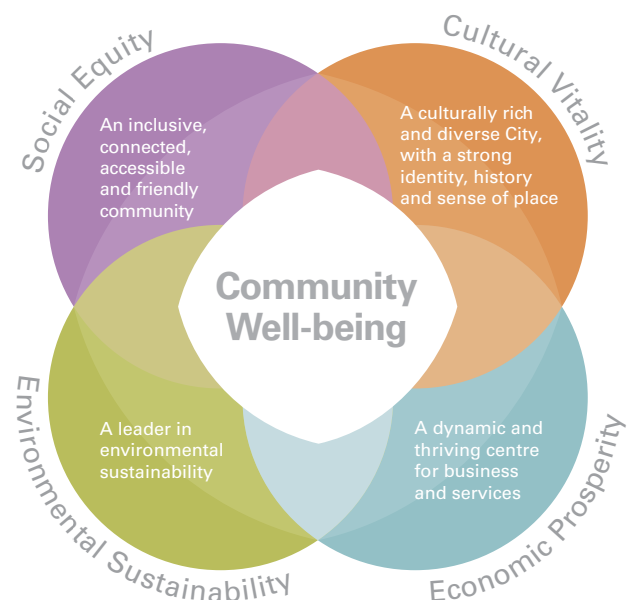 Social Equity
Cultural Vitality
An inclusive,
connected,
accessible
and friendly
community
A culturally rich
and diverse City,
with a strong
identity, history
and sense of place
Community
Well-being
A leader in
environmental
sustainability
A dynamic and
thriving centre
for business
and services
Environmental Sustainability
Economic Prosperity